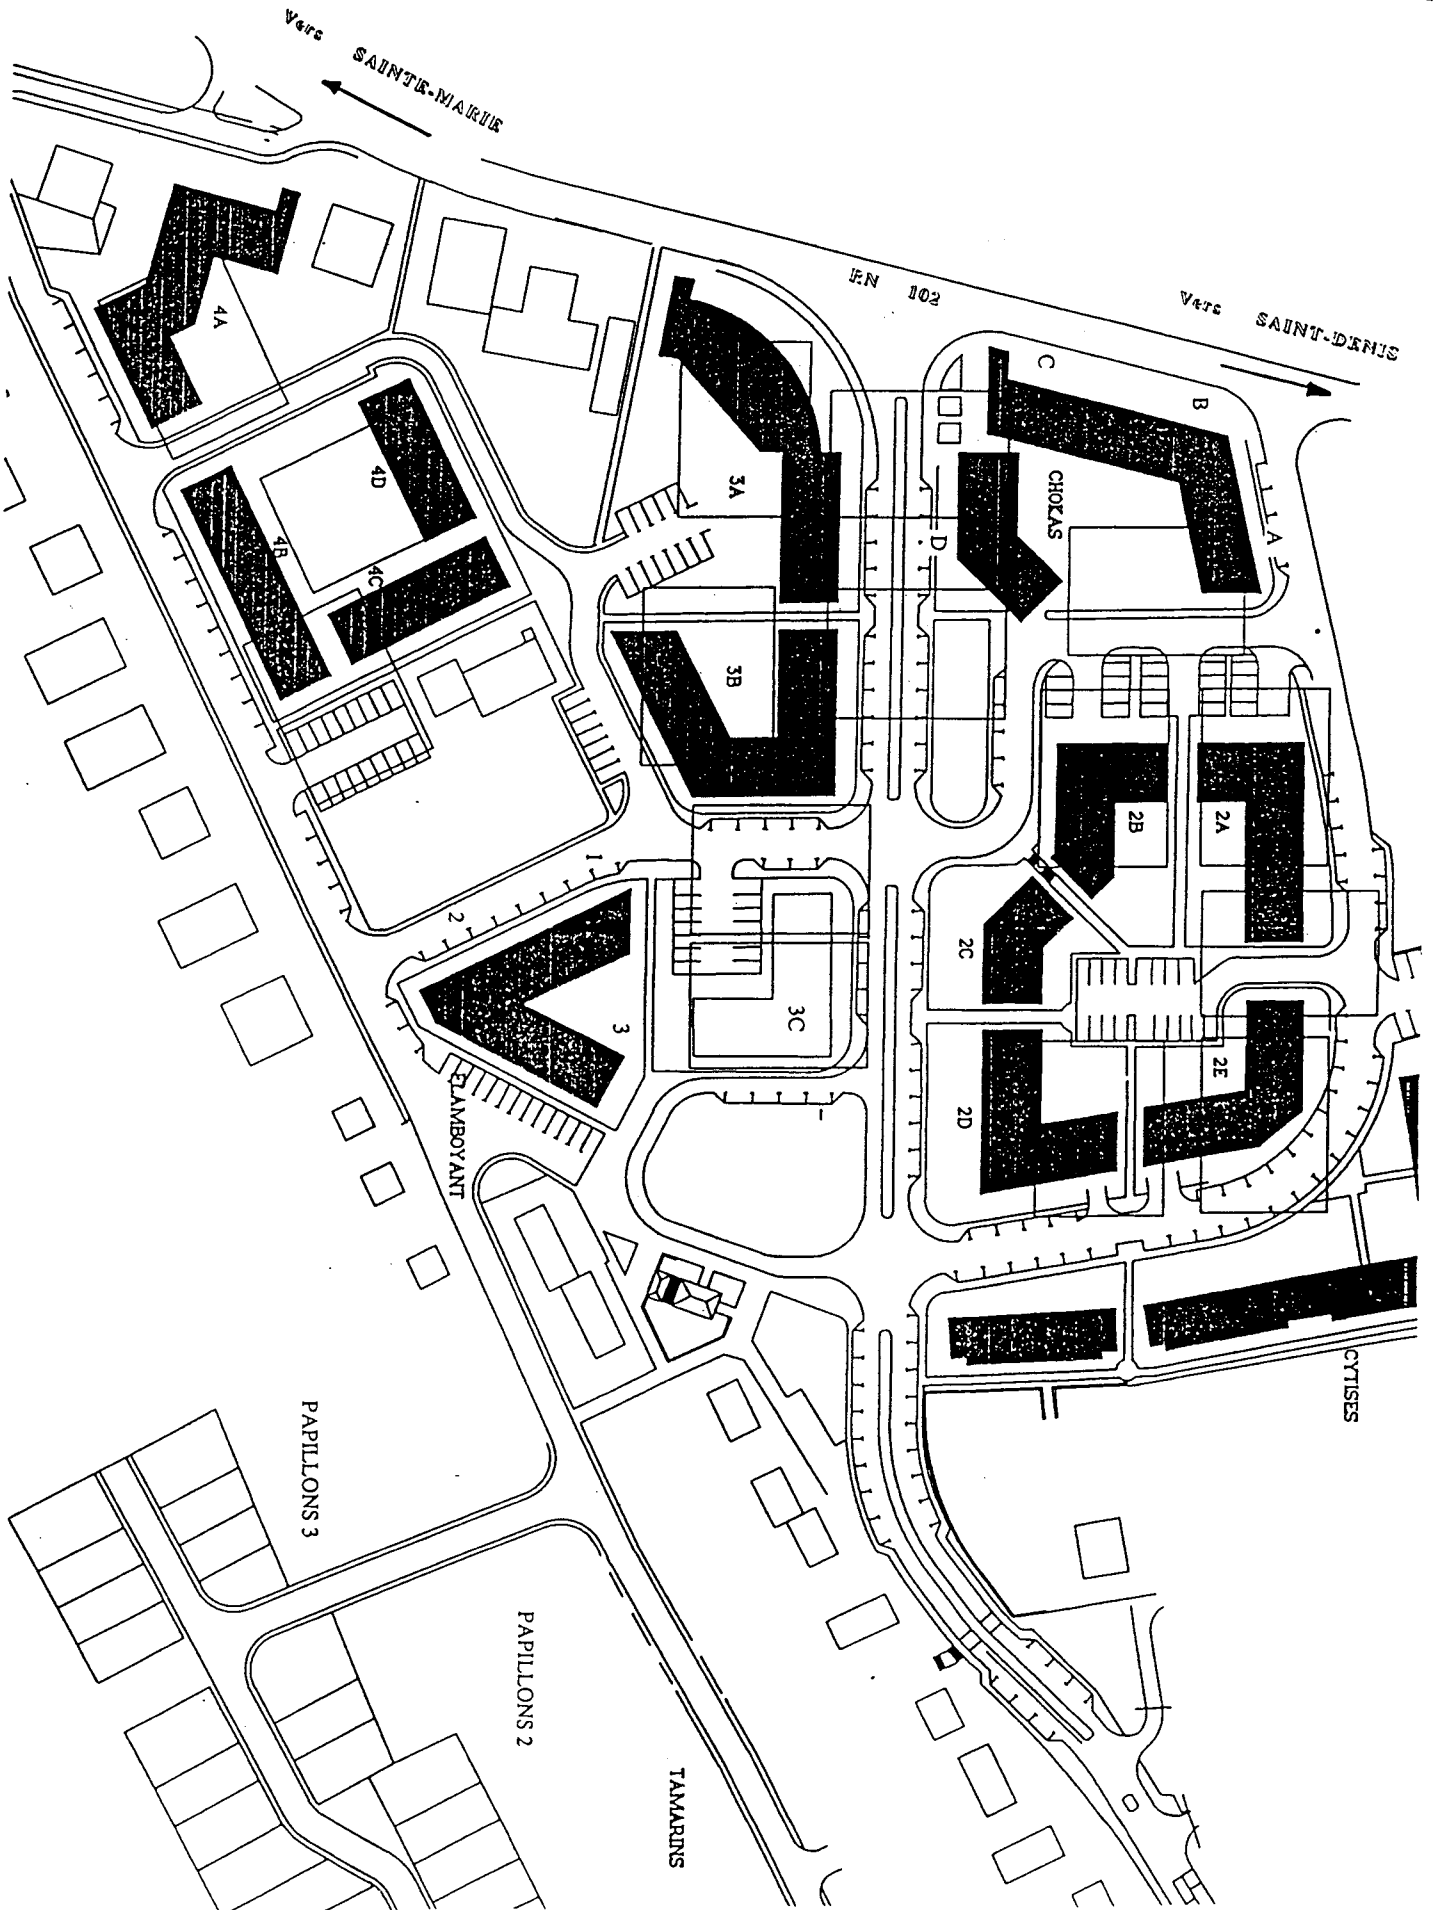 Vers SAINTE-MARIE
RN 102
Vers SAINT-DENIS
C
B
A
CHOKAS
D
4A
4D
4B
4C
3A
3B
2B
2A
2C
2D
2E
3C
1
2
3
FLAMBOYANT
CYTISES
PAPILLONS 3
PAPILLONS 2
TAMARINS